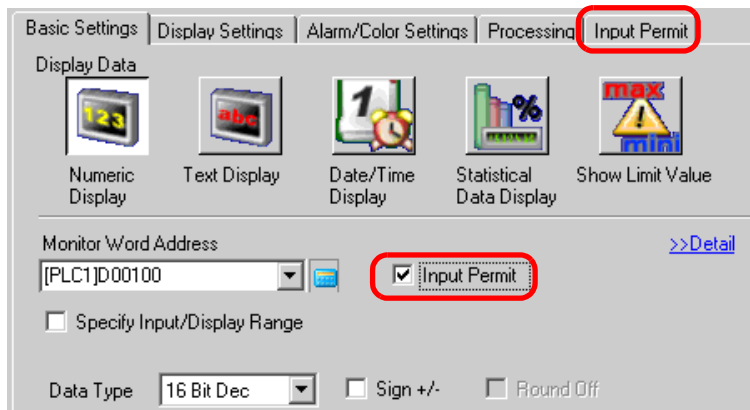 Basic Settings Display Settings Alarm/Color Settings Processing Input Permit
Display Data
123 abc 1 % max mini
Numeric Display Text Display Date/Time Display Statistical Data Display Show Limit Value
Monitor Word Address >>Detail
[PLC1]D00100 Input Permit
Specify Input/Display Range
Data Type 16 Bit Dec Sign +/- Round Off